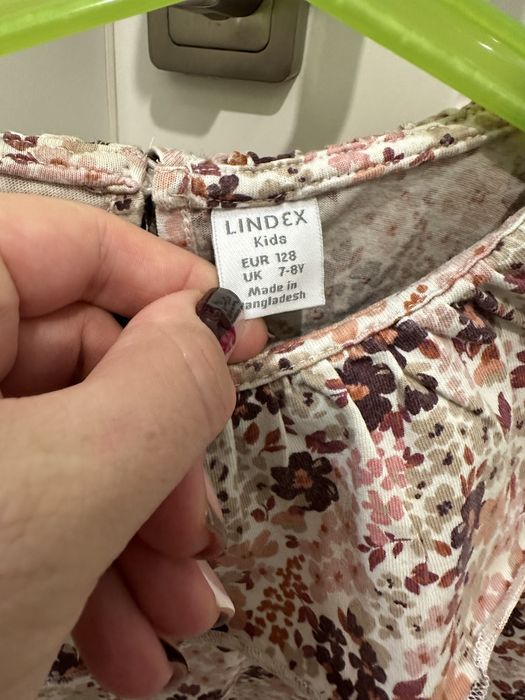 LINDEX
Kids
EUR 128
UK 7-8Y
Made in
angladesh